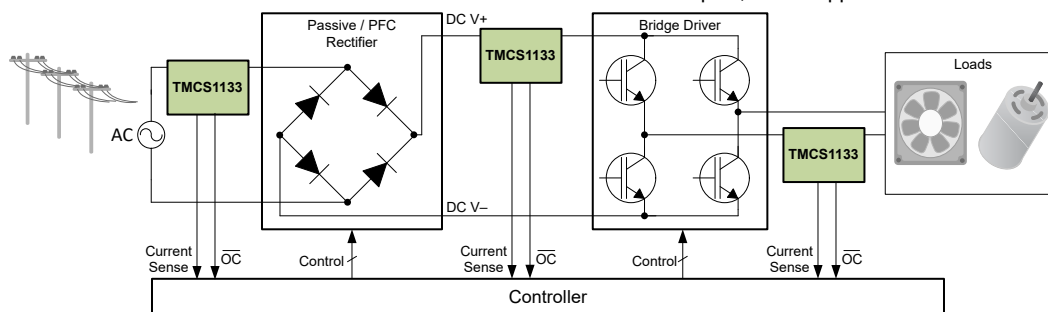 Passive / PFC
Rectifier
DC V+
TMCS1133
Bridge Driver
TMCS1133
AC
Loads
TMCS1133
DC V–
Current
Sense
OC
Control
Current
Sense
OC
Control
Current
Sense
OC
Controller